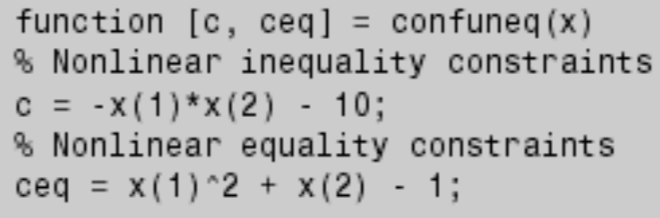 function [c, ceq] = confuneq(x)
% Nonlinear inequality constraints
c = -x(1)*x(2) - 10;
% Nonlinear equality constraints
ceq = x(1)^2 + x(2) - 1;